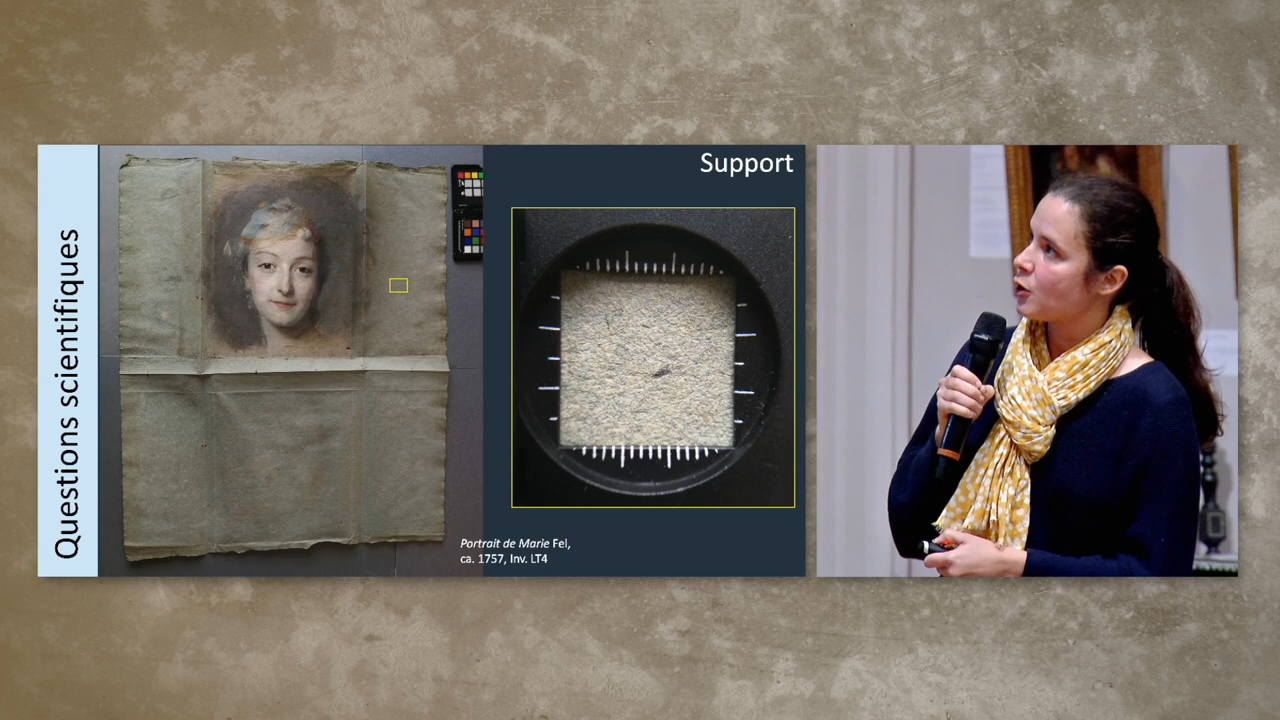 Questions scientifiques
Support
Portrait de Marie Fel,
ca. 1757, Inv. LT4